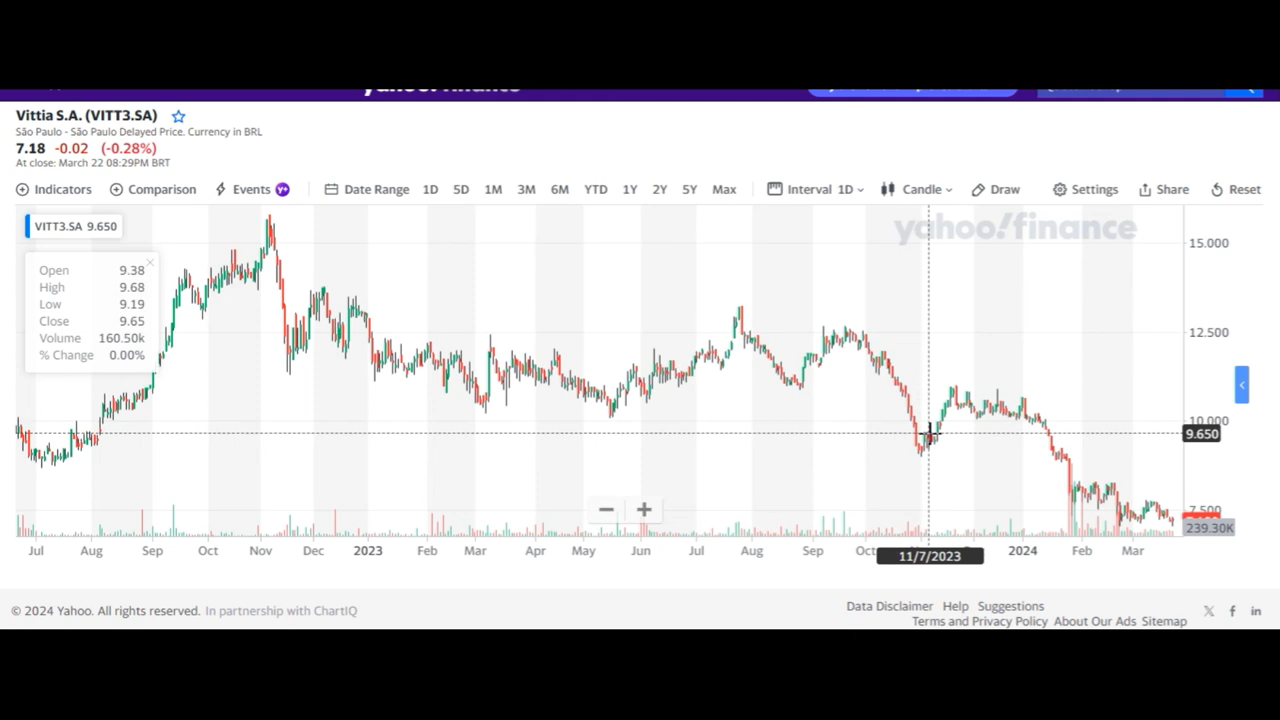 Vittia S.A. (VITT3.SA)
São Paulo - São Paulo Delayed Price. Currency in BRL
7.18 -0.02 (-0.28%)
At close: March 22 08:29PM BRT
Indicators Comparison Events Y+ Date Range 1D 5D 1M 3M 6M YTD 1Y 2Y 5Y Max Interval 1D Candle Draw Settings Share Reset
VITT3.SA 9.650
yahoo!finance
Open 9.38
High 9.68
Low 9.19
Close 9.65
Volume 160.50k
% Change 0.00%
15.000
12.500
10.000
9.650
7.500
239.30K
Jul Aug Sep Oct Nov Dec 2023 Feb Mar Apr May Jun Jul Aug Sep Oct 11/7/2023 2024 Feb Mar
© 2024 Yahoo. All rights reserved. In partnership with ChartIQ
Data Disclaimer Help Suggestions
Terms and Privacy Policy About Our Ads Sitemap